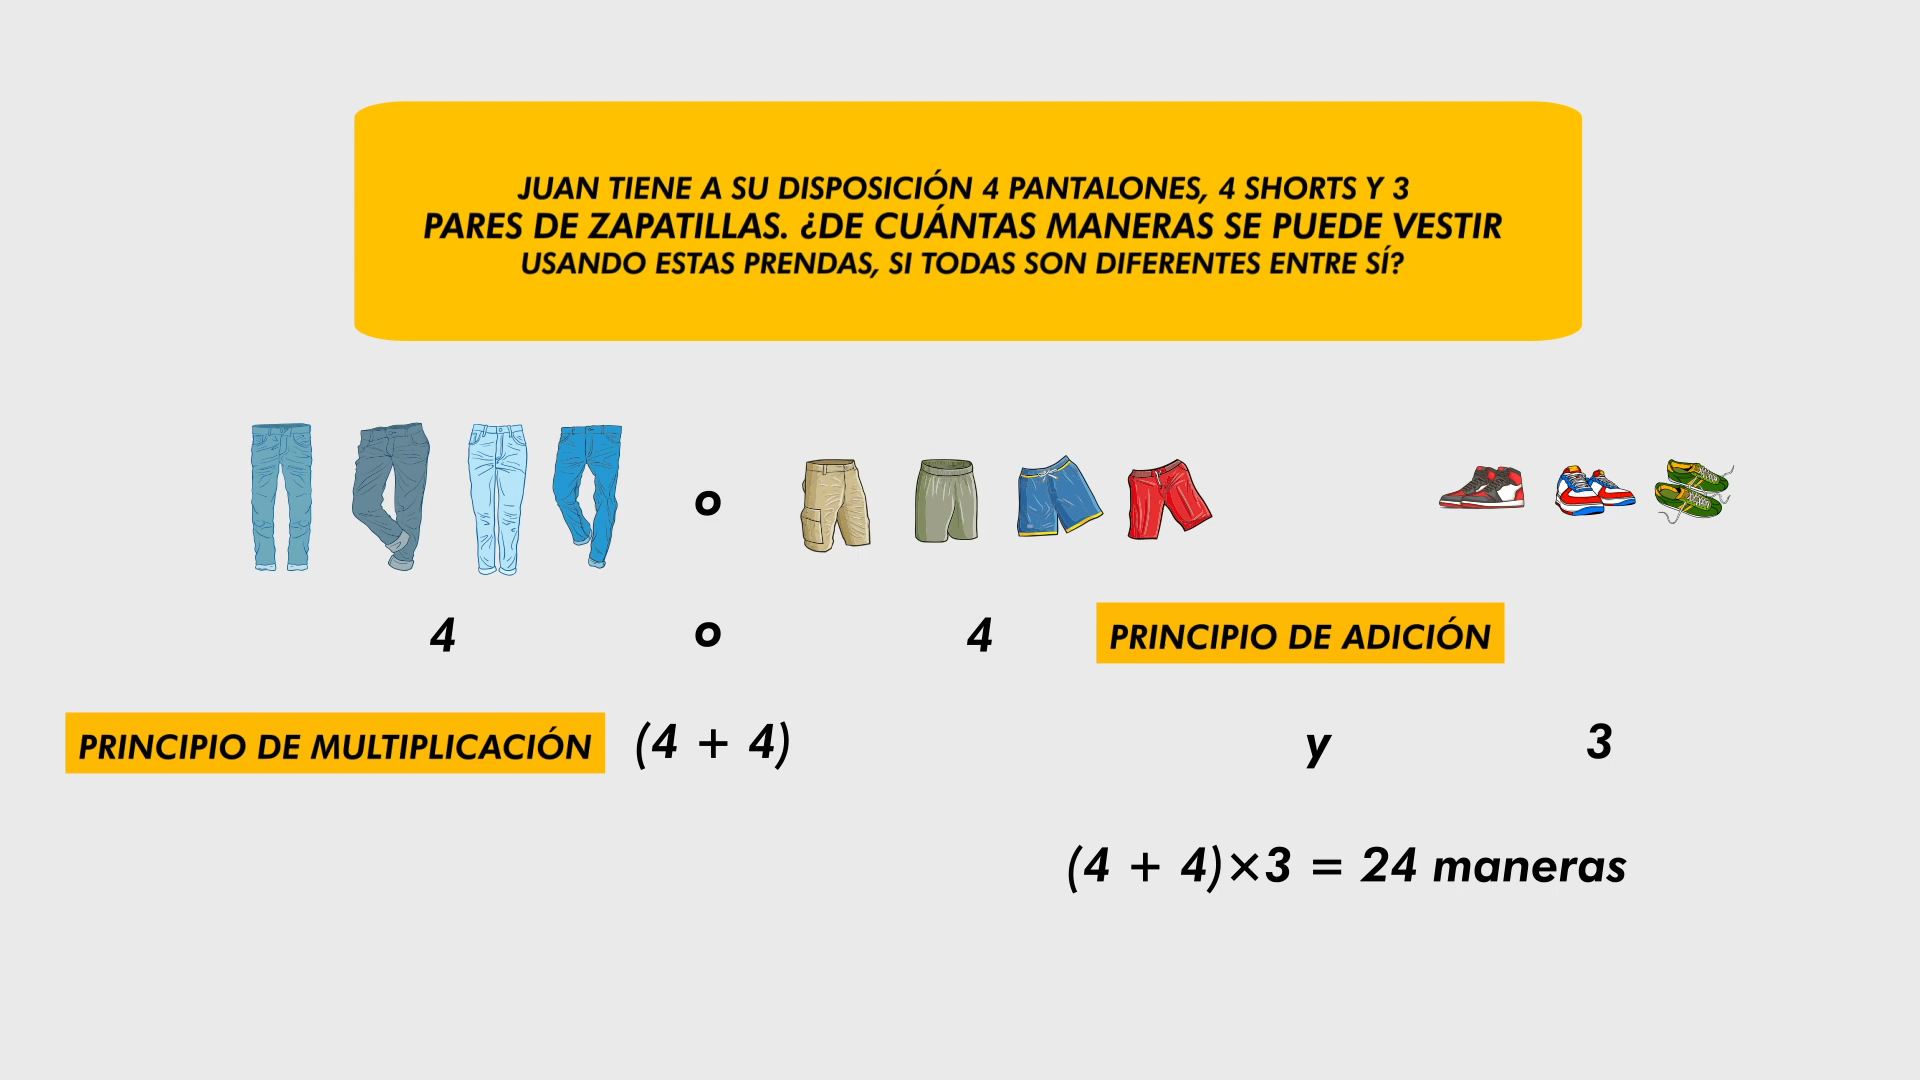 JUAN TIENE A SU DISPOSICIÓN 4 PANTALONES, 4 SHORTS Y 3
PARES DE ZAPATILLAS. ¿DE CUÁNTAS MANERAS SE PUEDE VESTIR
USANDO ESTAS PRENDAS, SI TODAS SON DIFERENTES ENTRE SÍ?
o
4 o 4 PRINCIPIO DE ADICIÓN
PRINCIPIO DE MULTIPLICACIÓN (4 + 4) y 3
(4 + 4)×3 = 24 maneras